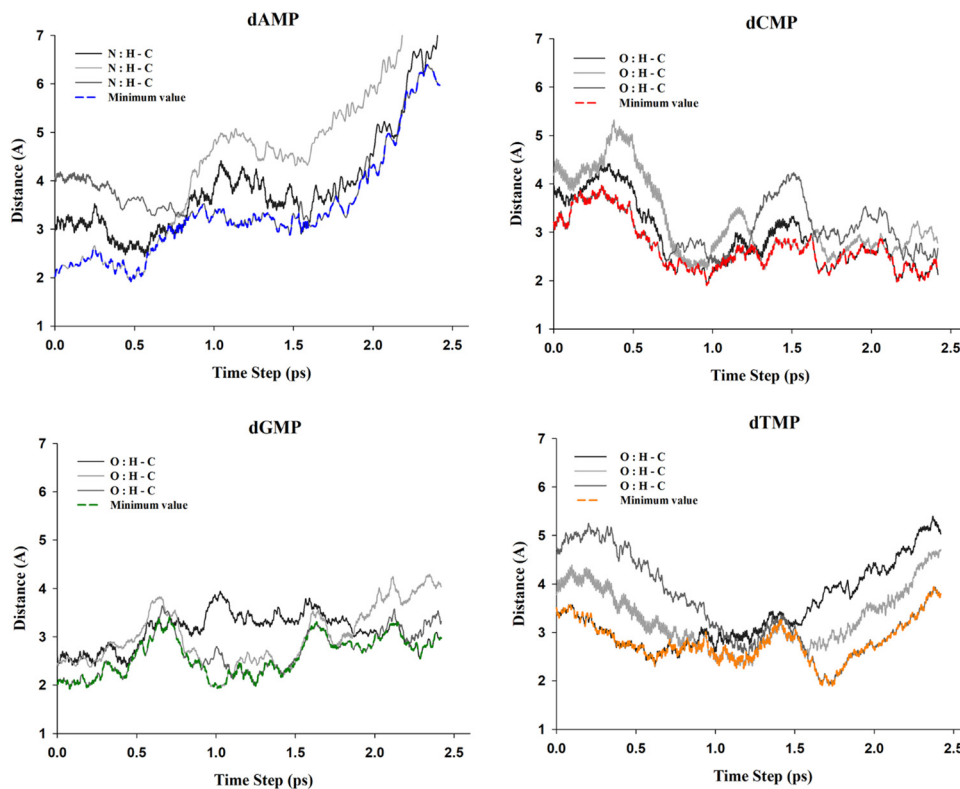 dAMP
7
6
5
4
3
2
1
Distance (A)
N : H - C
N : H - C
N : H - C
Minimum value
0.0 0.5 1.0 1.5 2.0 2.5
Time Step (ps)
dCMP
7
6
5
4
3
2
1
Distance (A)
O : H - C
O : H - C
O : H - C
Minimum value
0.0 0.5 1.0 1.5 2.0 2.5
Time Step (ps)
dGMP
7
6
5
4
3
2
1
Distance (A)
O : H - C
O : H - C
O : H - C
Minimum value
0.0 0.5 1.0 1.5 2.0 2.5
Time Step (ps)
dTMP
7
6
5
4
3
2
1
Distance (A)
O : H - C
O : H - C
O : H - C
Minimum value
0.0 0.5 1.0 1.5 2.0 2.5
Time Step (ps)